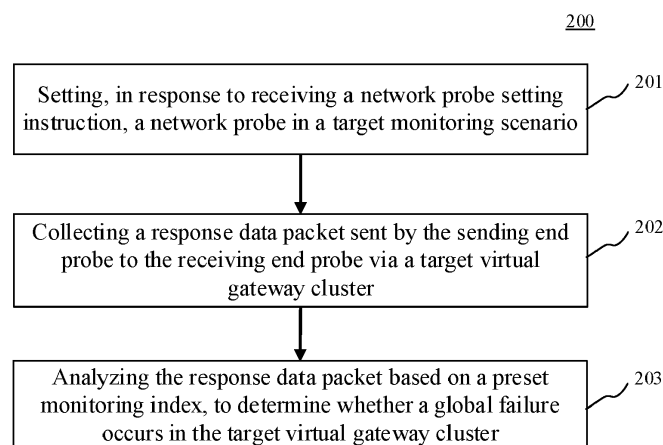 200
Setting, in response to receiving a network probe setting
instruction, a network probe in a target monitoring scenario
201
Collecting a response data packet sent by the sending end
probe to the receiving end probe via a target virtual
gateway cluster
202
Analyzing the response data packet based on a preset
monitoring index, to determine whether a global failure
occurs in the target virtual gateway cluster
203